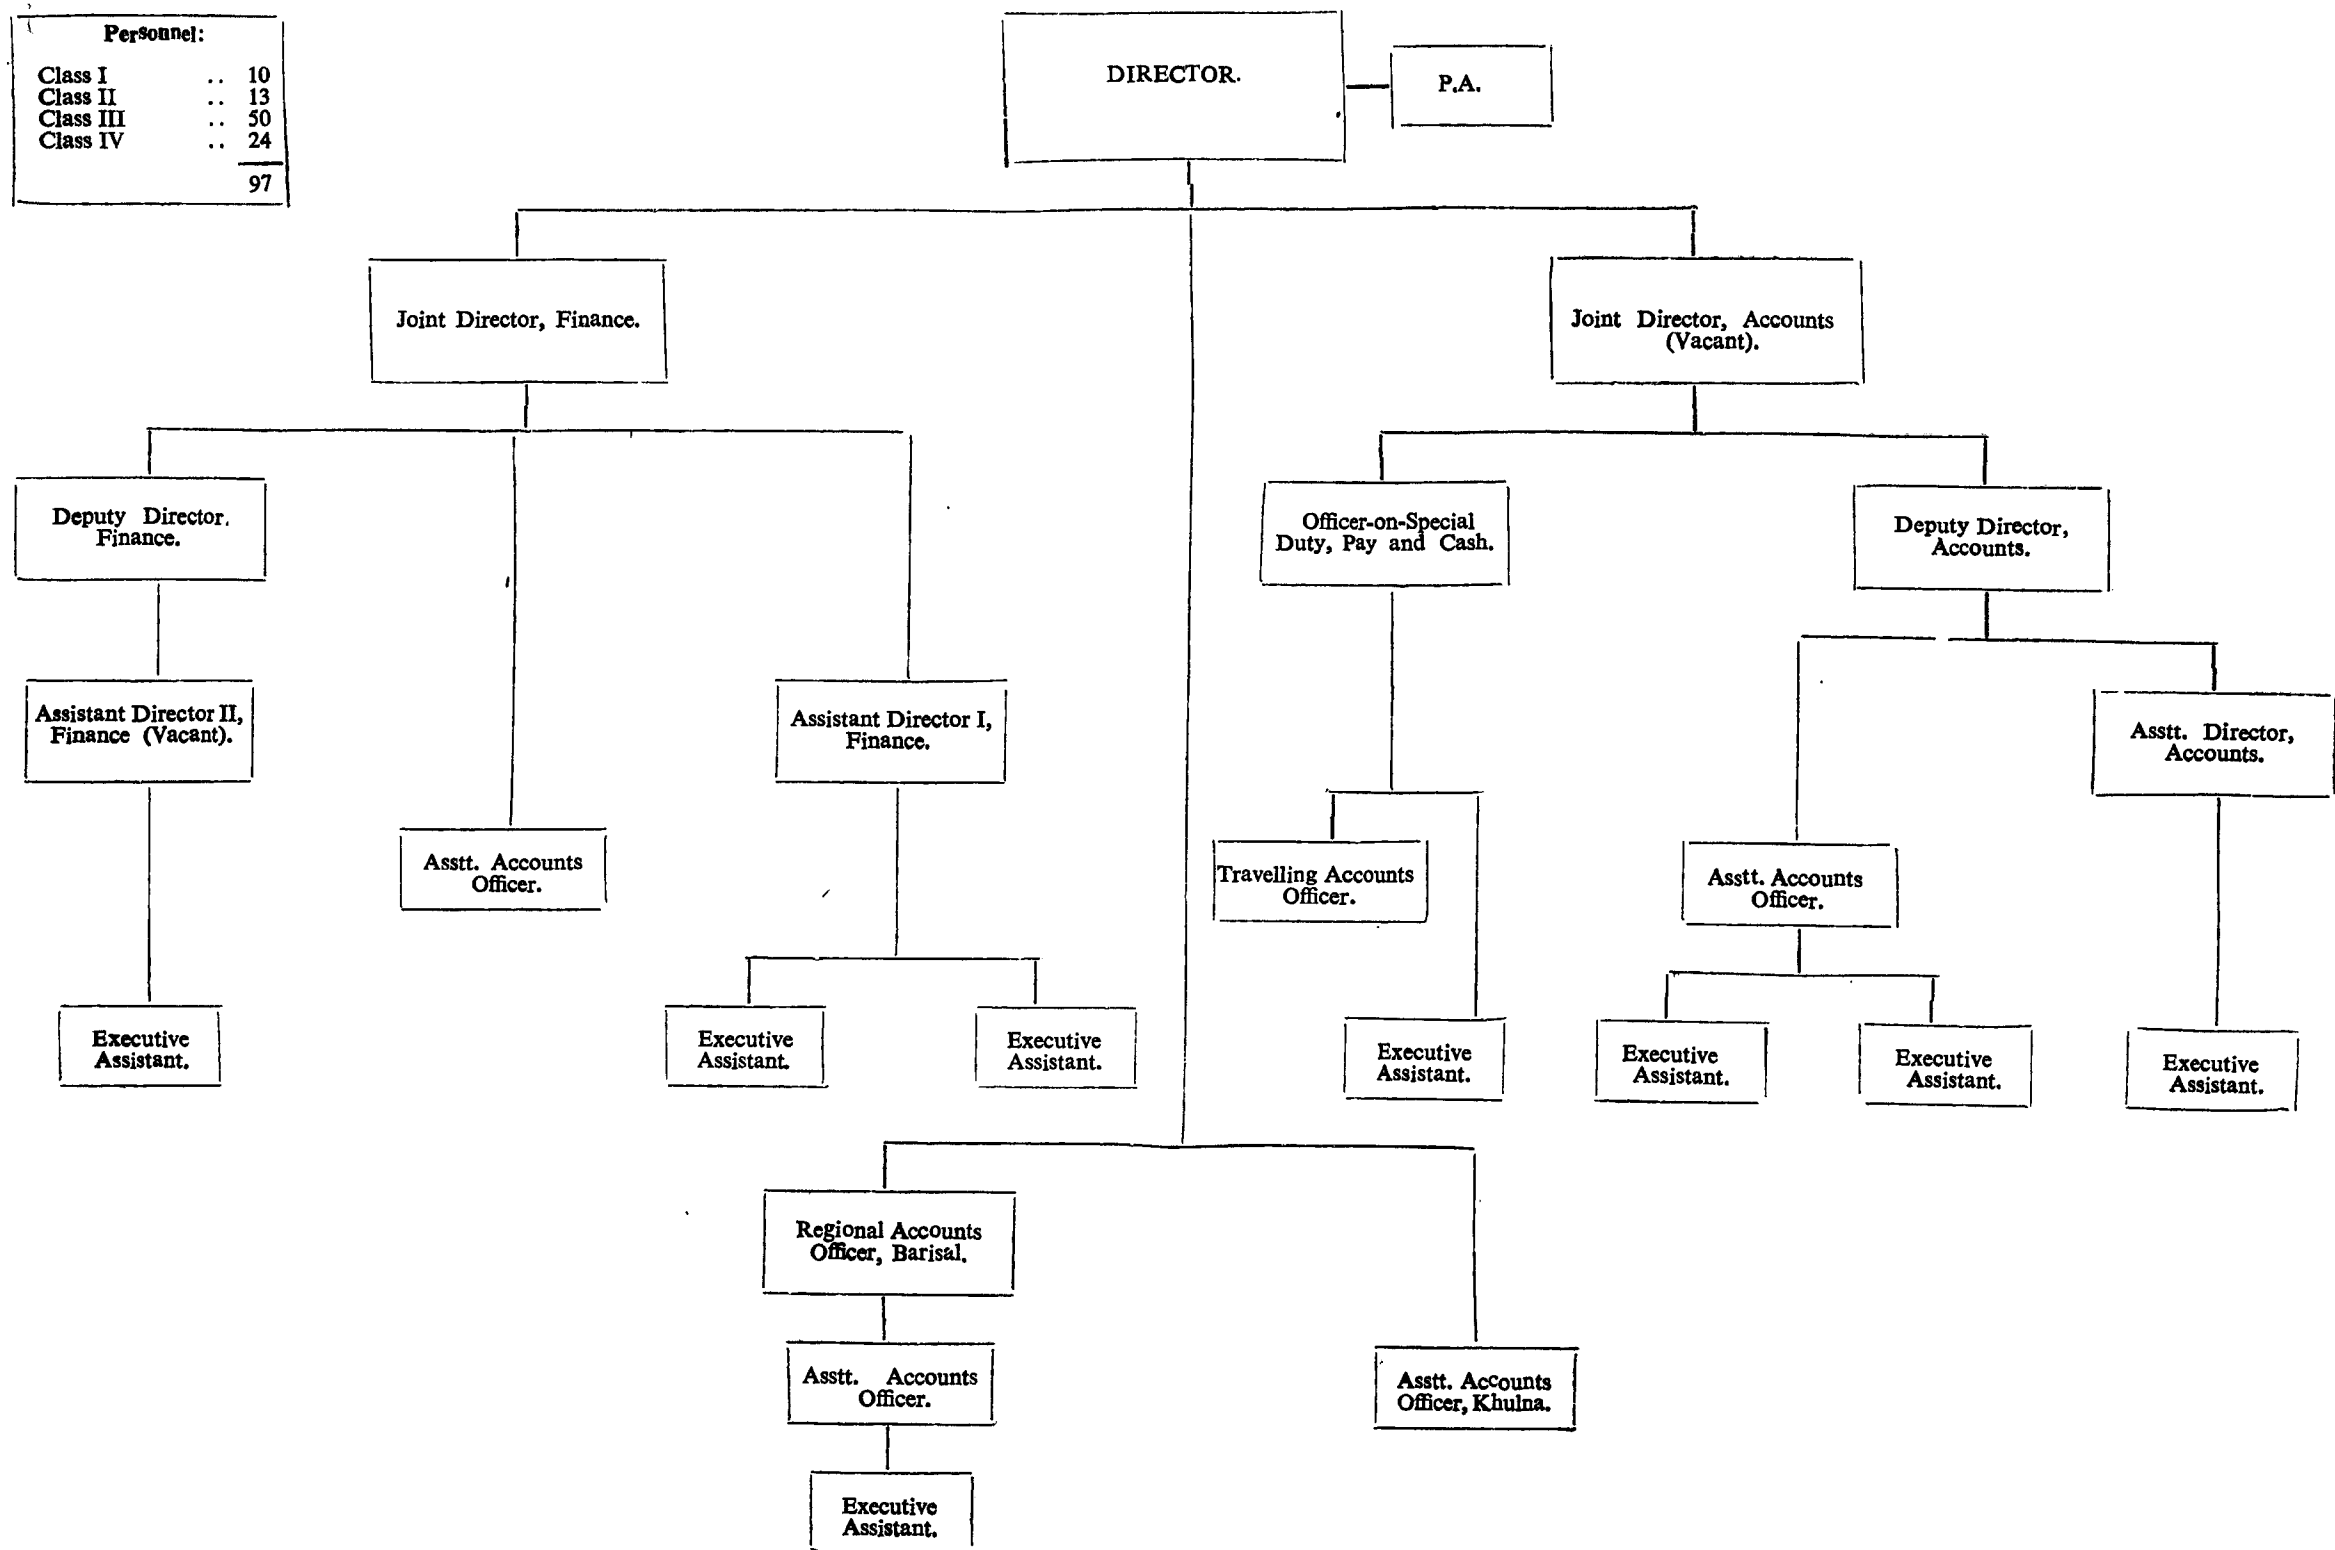 Personnel:
Class I .. 10
Class II .. 13
Class III .. 50
Class IV .. 24
97
DIRECTOR.
P.A.
Joint Director, Finance.
Joint Director, Accounts
(Vacant).
Deputy Director.
Finance.
Officer-on-Special
Duty, Pay and Cash.
Deputy Director,
Accounts.
Assistant Director II,
Finance (Vacant).
Assistant Director I,
Finance.
Asstt. Director,
Accounts.
Asstt. Accounts
Officer.
Travelling Accounts
Officer.
Asstt. Accounts
Officer.
Executive
Assistant.
Executive
Assistant.
Executive
Assistant.
Executive
Assistant.
Executive
Assistant.
Executive
Assistant.
Executive
Assistant.
Regional Accounts
Officer, Barisal.
Asstt. Accounts
Officer.
Asstt. Accounts
Officer, Khulna.
Executive
Assistant.